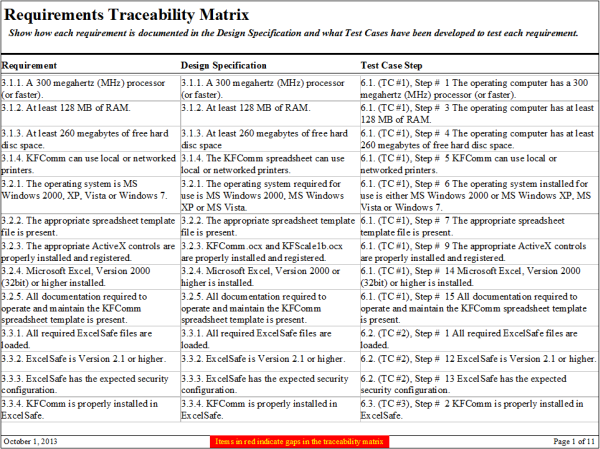 Requirements Traceability Matrix
Show how each requirement is documented in the Design Specification and what Test Cases have been developed to test each requirement.
Requirement Design Specification Test Case Step
3.1.1. A 300 megahertz (MHz) processor 3.1.1. A 300 megahertz (MHz) processor 6.1. (TC #1), Step # 1 The operating computer has a 300
(or faster). (or faster). megahertz (MHz) processor (or faster).
3.1.2. At least 128 MB of RAM. 3.1.2. At least 128 MB of RAM. 6.1. (TC #1), Step # 3 The operating computer has at least
128 MB of RAM.
3.1.3. At least 260 megabytes of free hard 3.1.3. At least 260 megabytes of free hard 6.1. (TC #1), Step # 4 The operating computer has at least
disc space. disc space 260 megabytes of free hard disc space.
3.1.4. KFComm can use local or networked 3.1.4. The KFComm spreadsheet can use 6.1. (TC #1), Step # 5 KFComm can use local or
printers. local or networked printers. networked printers.
3.2.1. The operating system is MS 3.2.1. The operating system required for 6.1. (TC #1), Step # 6 The operating system installed for
Windows 2000, XP, Vista or Windows 7. use is MS Windows 2000, MS Windows use is either MS Windows 2000 or MS Windows XP, MS
XP or MS Vista. Vista or Windows 7.
3.2.2. The appropriate spreadsheet template 3.2.2. The appropriate spreadsheet template 6.1. (TC #1), Step # 7 The appropriate spreadsheet
file is present. file is present. template file is present.
3.2.3. The appropriate ActiveX controls are 3.2.3. KFComm.ocx and KFScale1b.ocx 6.1. (TC #1), Step # 9 The appropriate ActiveX controls
properly installed and registered. are properly installed and registered. are properly installed and registered.
3.2.4. Microsoft Excel, Version 2000 3.2.4. Microsoft Excel, Version 2000 or 6.1. (TC #1), Step # 14 Microsoft Excel, Version 2000
(32bit) or higher installed. higher is installed. (32bit) or higher is installed.
3.2.5. All documentation required to 3.2.5. All documentation required to 6.1. (TC #1), Step # 15 All documentation required to
operate and maintain the KFComm operate and maintain the KFComm operate and maintain the KFComm spreadsheet template
spreadsheet template is present. spreadsheet template is present. is present.
3.3.1. All required ExcelSafe files are 3.3.1. All required ExcelSafe files are 6.2. (TC #2), Step # 1 All required ExcelSafe files are
loaded. loaded. loaded.
3.3.2. ExcelSafe is Version 2.1 or higher. 3.3.2. ExcelSafe is Version 2.1 or higher. 6.2. (TC #2), Step # 12 ExcelSafe is Version 2.1 or higher.
3.3.3. ExcelSafe has the expected security 3.3.3. ExcelSafe has the expected security 6.2. (TC #2), Step # 13 ExcelSafe has the expected
configuration. configuration. security configuration.
3.3.4. KFComm is properly installed in 3.3.4. KFComm is properly installed in 6.3. (TC #3), Step # 2 KFComm is properly installed in
ExcelSafe. ExcelSafe. ExcelSafe.
October 1, 2013 Items in red indicate gaps in the traceability matrix Page 1 of 11